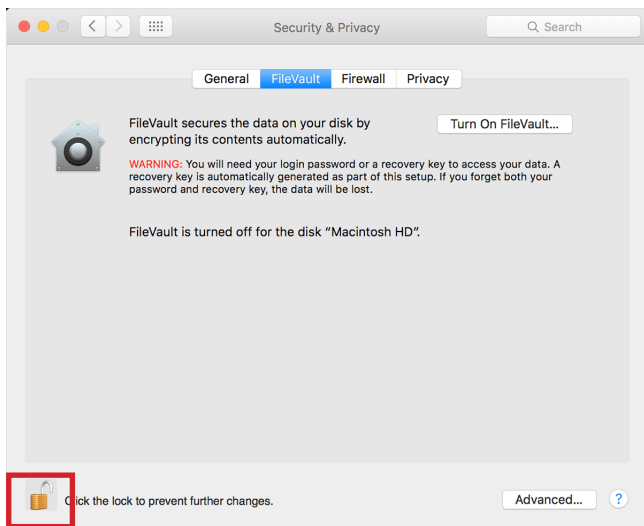 Security & Privacy
Search
General FileVault Firewall Privacy
FileVault secures the data on your disk by
encrypting its contents automatically.
Turn On FileVault...
WARNING: You will need your login password or a recovery key to access your data. A
recovery key is automatically generated as part of this setup. If you forget both your
password and recovery key, the data will be lost.
FileVault is turned off for the disk “Macintosh HD”.
Click the lock to prevent further changes.
Advanced...
?